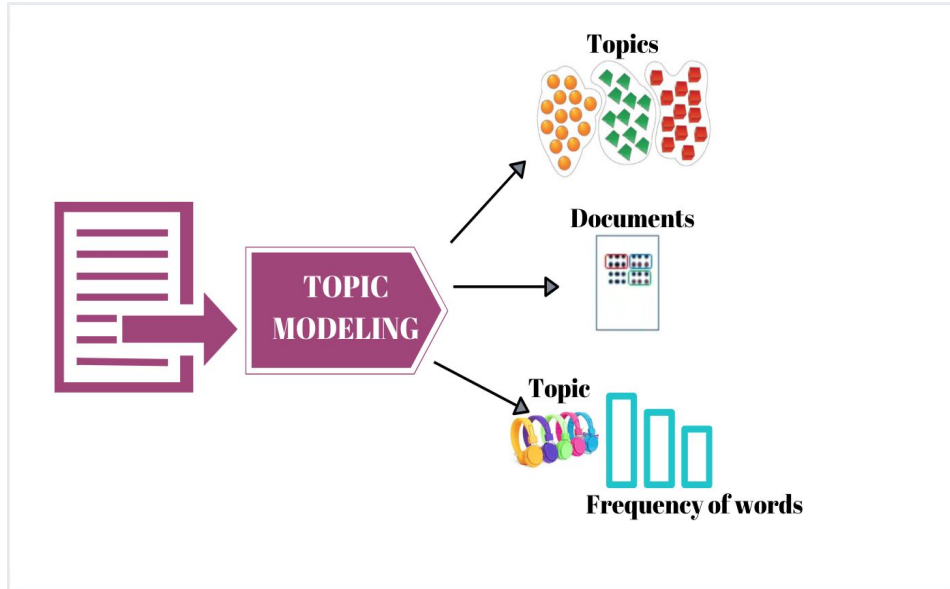 Topics
Documents
TOPIC
MODELING
Topic
Frequency of words